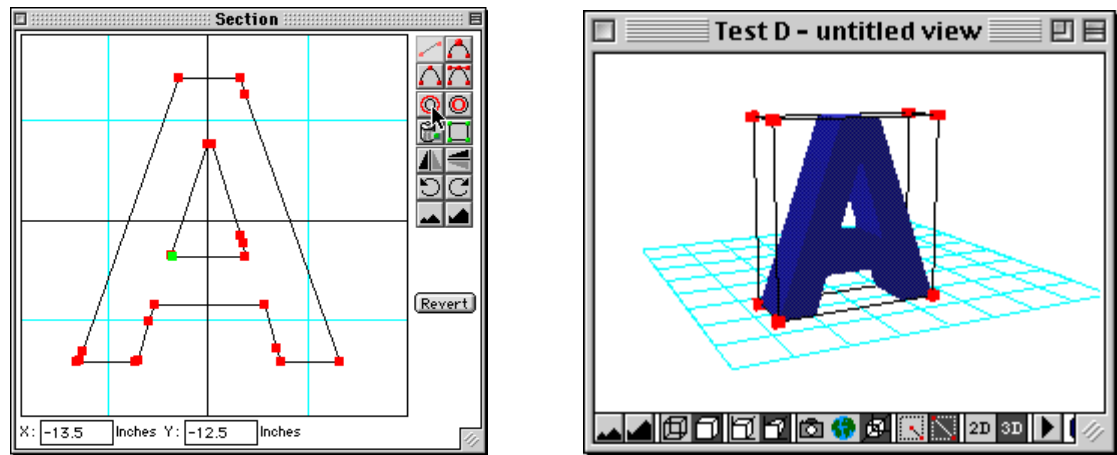 Section
Revert
X: -13.5 Inches Y: -12.5 Inches
Test D - untitled view
A
2D 3D